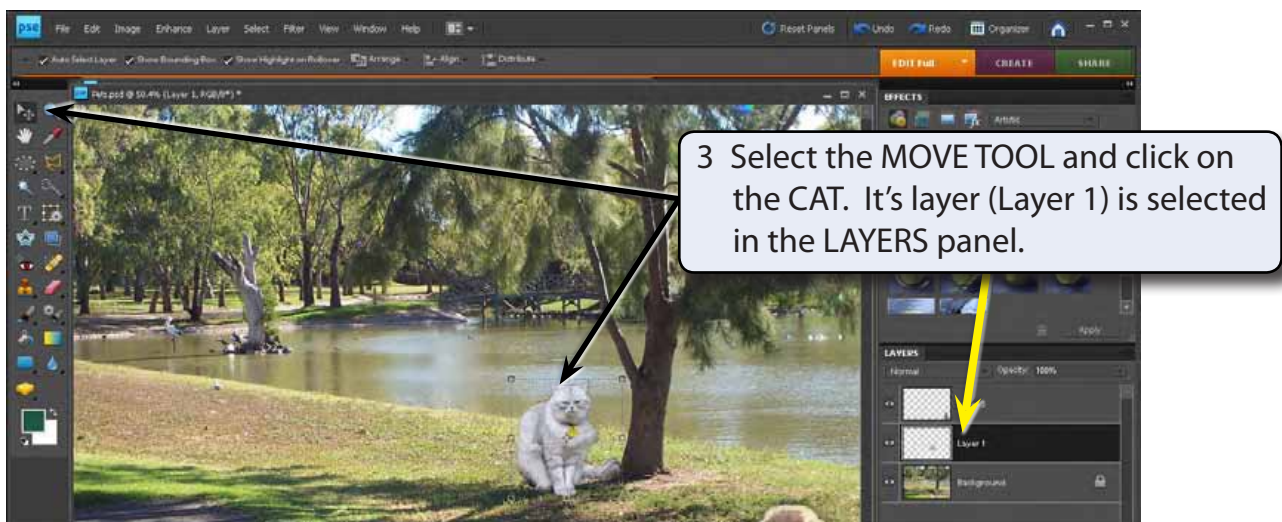 pse File Edit Image Enhance Layer Select Filter View Window Help Reset Panels Undo Redo Organizer
Auto Select Layer Show Bounding Box Show Highlight on Rollover Arrange Align Distribute EDIT Full CREATE SHARE
Pets.psd @ 50.4% (Layer 1, RGB/8*) * EFFECTS
Artistic
3 Select the MOVE TOOL and click on
the CAT. It’s layer (Layer 1) is selected
in the LAYERS panel.
Apply
LAYERS
Normal Opacity: 100%
Layer 1
Background